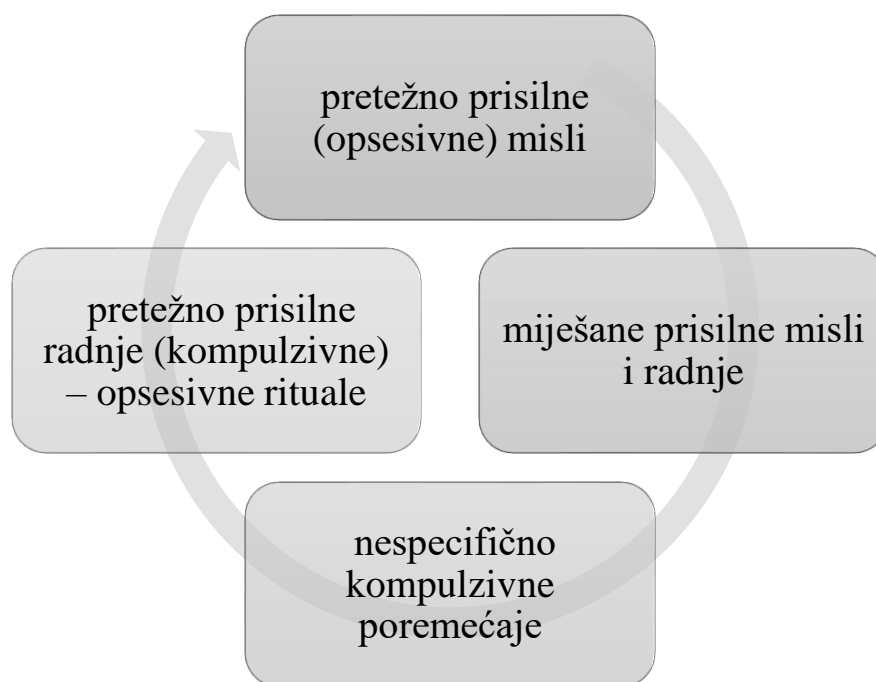 pretežno prisilne
(opsesivne) misli
miješane prisilne misli
i radnje
nespecifično
kompulzivne
poremećaje
pretežno prisilne
radnje (kompulzivne)
– opsesivne rituale